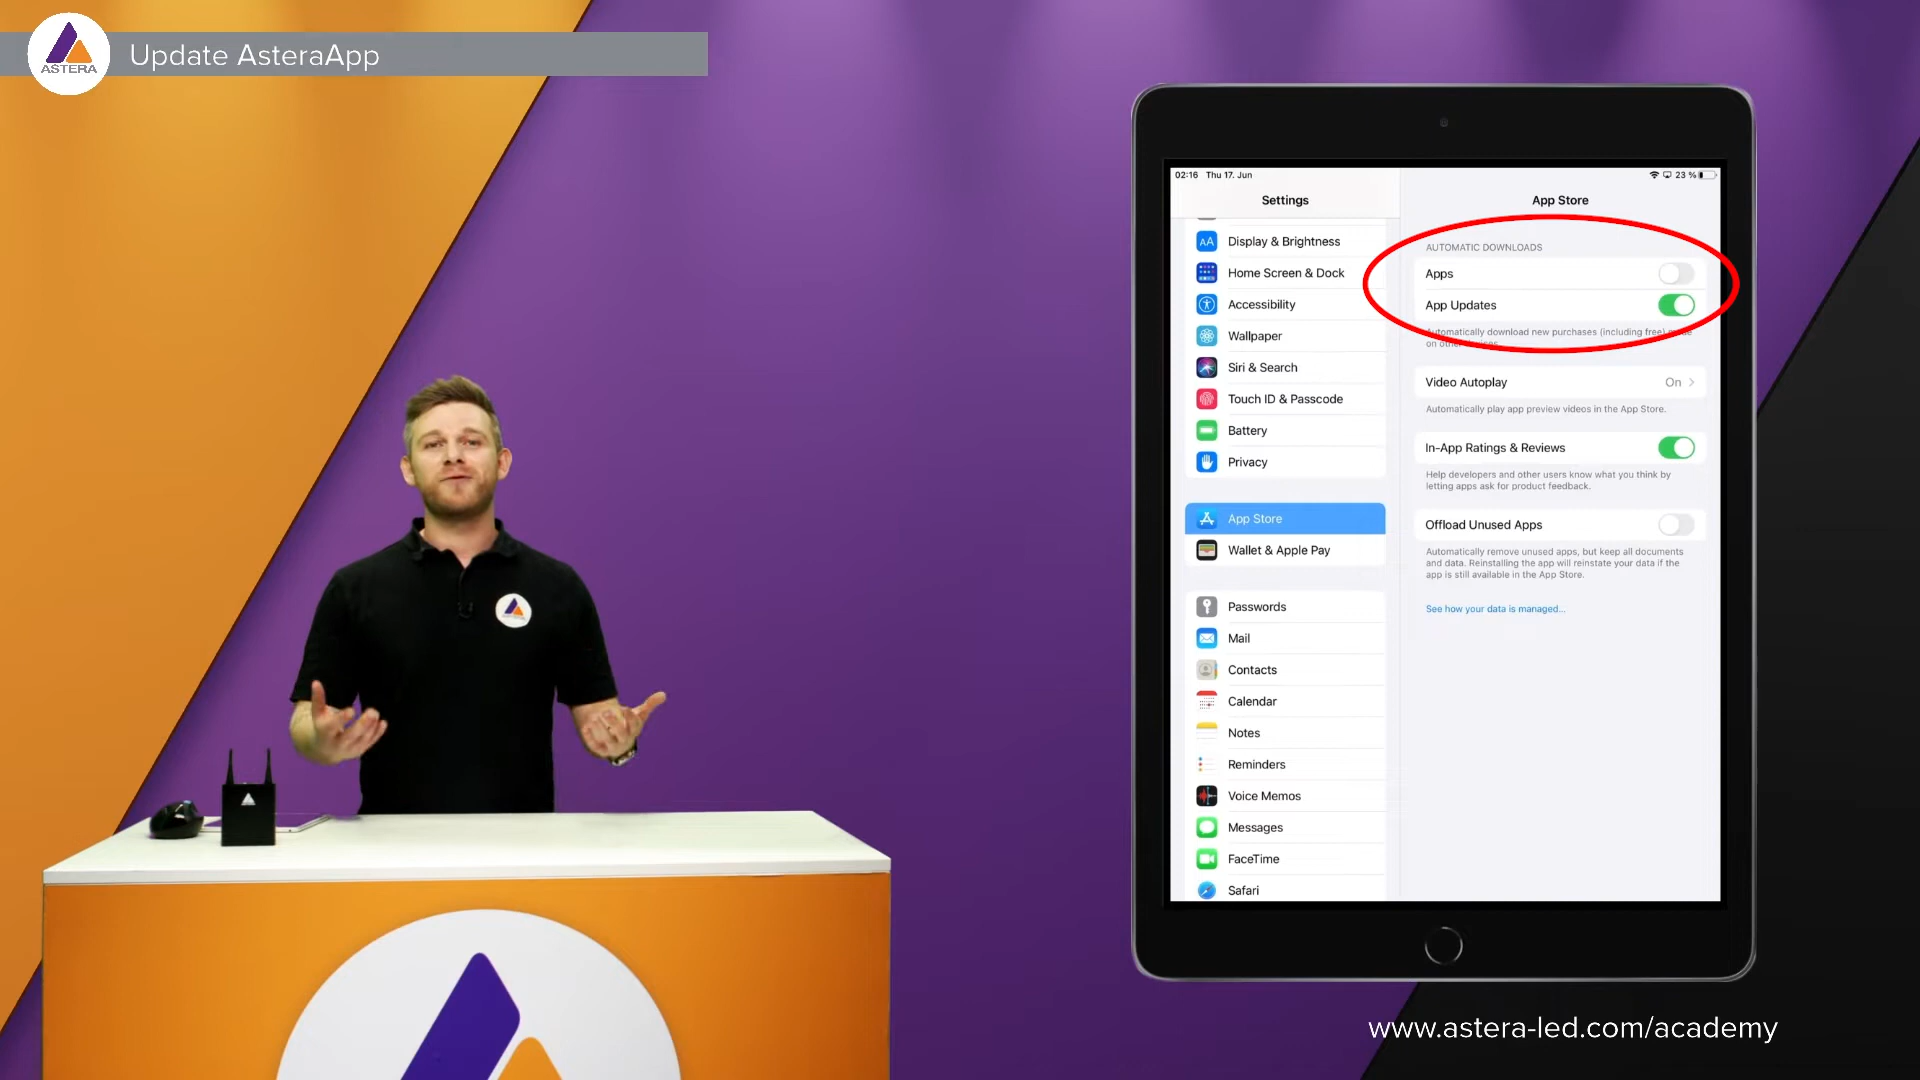 ASTERA
Update AsteraApp
02:16 Thu 17. Jun
23 %
Settings
Display & Brightness
Home Screen & Dock
Accessibility
Wallpaper
Siri & Search
Touch ID & Passcode
Battery
Privacy
App Store
Wallet & Apple Pay
Passwords
Mail
Contacts
Calendar
Notes
Reminders
Voice Memos
Messages
FaceTime
Safari
App Store
AUTOMATIC DOWNLOADS
Apps
App Updates
Automatically download new purchases (including free)
on other
Video Autoplay On
Automatically play app preview videos in the App Store.
In-App Ratings & Reviews
Help developers and other users know what you think by
letting apps ask for product feedback.
Offload Unused Apps
Automatically remove unused apps, but keep all documents
and data. Reinstalling the app will reinstate your data if the
app is still available in the App Store.
See how your data is managed...
www.astera-led.com/academy